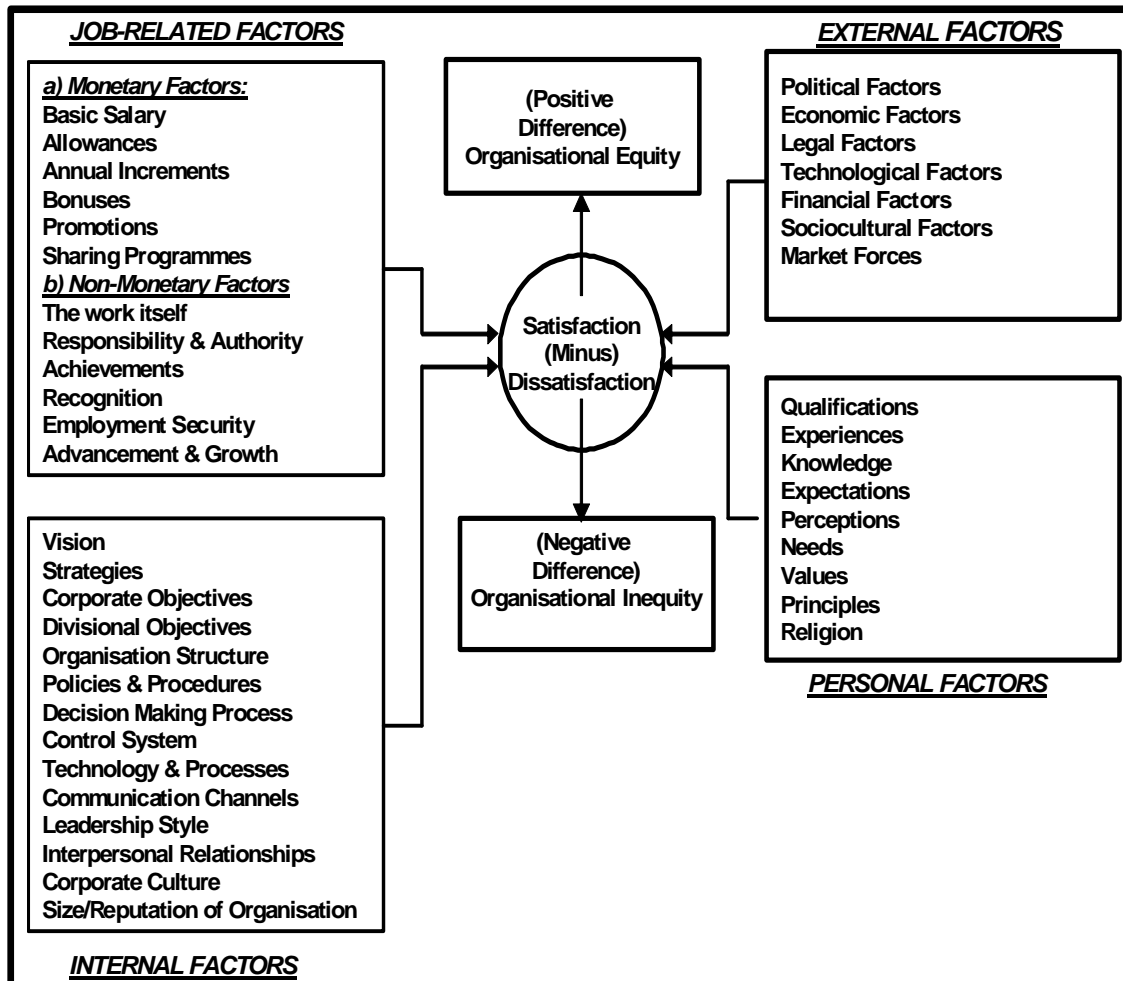 JOB-RELATED FACTORS
a) Monetary Factors:
Basic Salary
Allowances
Annual Increments
Bonuses
Promotions
Sharing Programmes
b) Non-Monetary Factors
The work itself
Responsibility & Authority
Achievements
Recognition
Employment Security
Advancement & Growth
Vision
Strategies
Corporate Objectives
Divisional Objectives
Organisation Structure
Policies & Procedures
Decision Making Process
Control System
Technology & Processes
Communication Channels
Leadership Style
Interpersonal Relationships
Corporate Culture
Size/Reputation of Organisation
INTERNAL FACTORS
(Positive
Difference)
Organisational Equity
Satisfaction
(Minus)
Dissatisfaction
(Negative
Difference)
Organisational Inequity
EXTERNAL FACTORS
Political Factors
Economic Factors
Legal Factors
Technological Factors
Financial Factors
Sociocultural Factors
Market Forces
Qualifications
Experiences
Knowledge
Expectations
Perceptions
Needs
Values
Principles
Religion
PERSONAL FACTORS